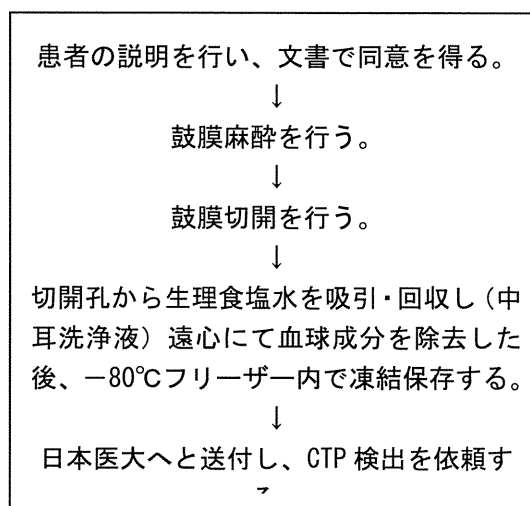 患者の説明を行い、文書で同意を得る。
↓
鼓膜麻酔を行う。
↓
鼓膜切開を行う。
↓
切開孔から生理食塩水を吸引・回収し（中
耳洗浄液）遠心にて血球成分を除去した
後、－80℃フリーザー内で凍結保存する。
↓
日本医大へと送付し、CTP 検出を依頼す